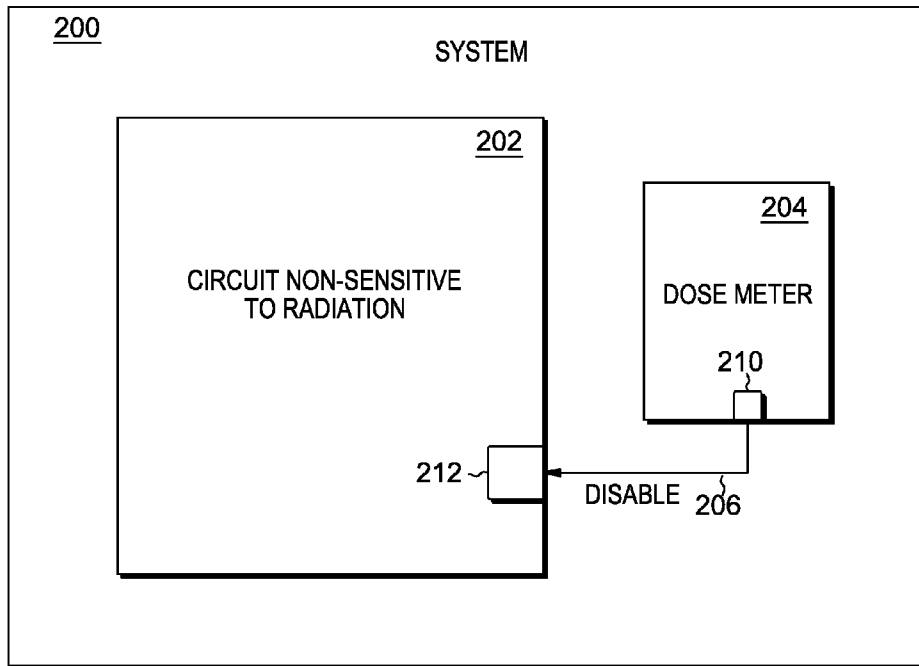 200
SYSTEM
202
204
CIRCUIT NON-SENSITIVE
TO RADIATION
DOSE METER
210
212
DISABLE
206